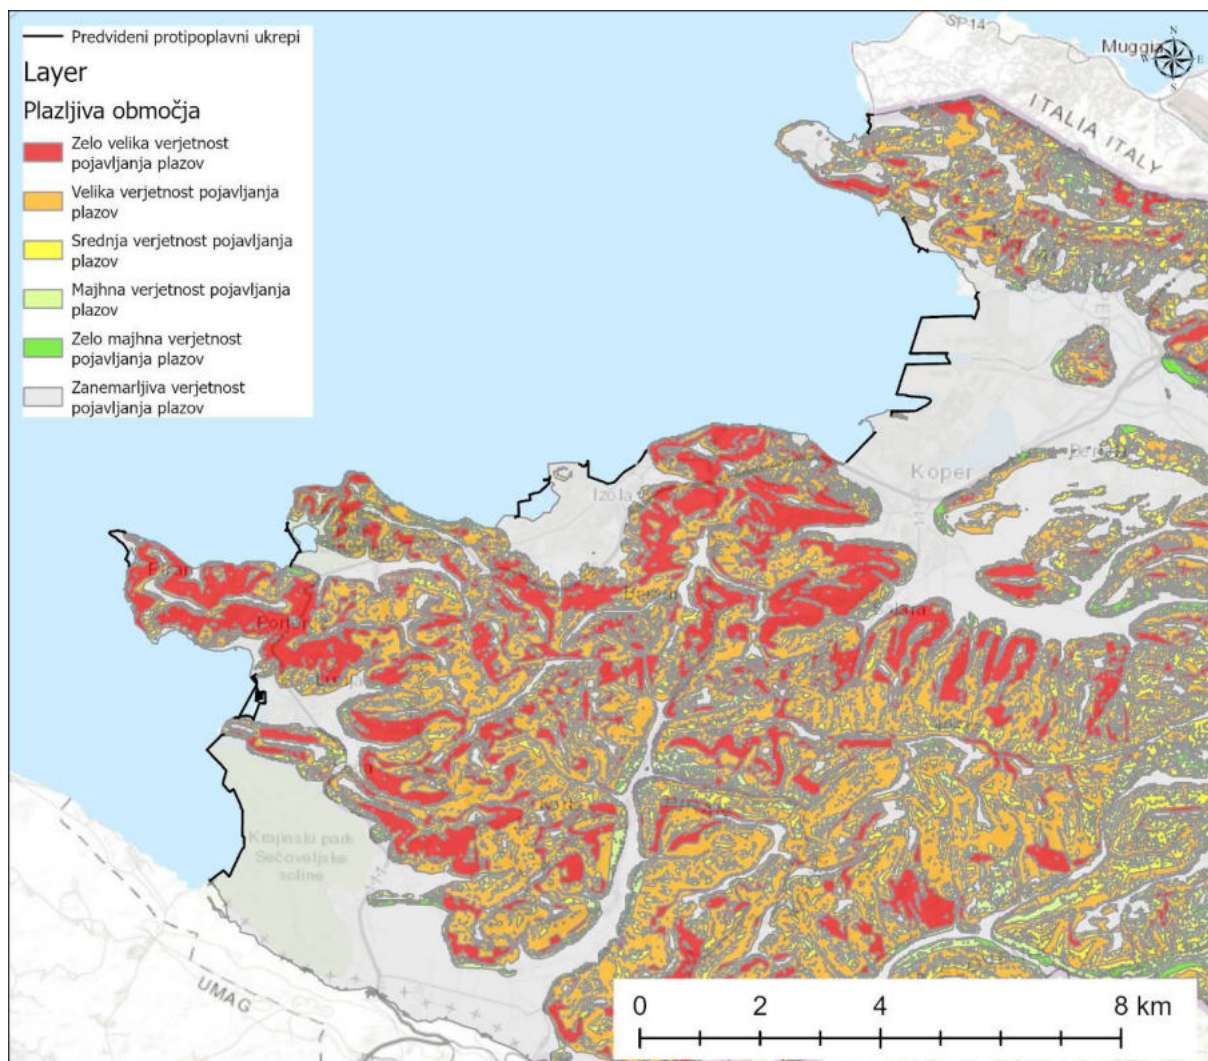 Predvideni protipoplavni ukrepi
Layer
Plazljiva območja
Zelo velika verjetnost
pojavljanja plazov
Velika verjetnost pojavljanja
plazov
Srednja verjetnost pojavljanja
plazov
Majhna verjetnost pojavljanja
plazov
Zelo majhna verjetnost
pojavljanja plazov
Zanemarljiva verjetnost
pojavljanja plazov
SP14
Muggia
N
W
E
S
ITALIA ITALY
Koper
Izola
Piran
Krajinski park
Sečoveljske
soline
UMAG
0 2 4 8 km